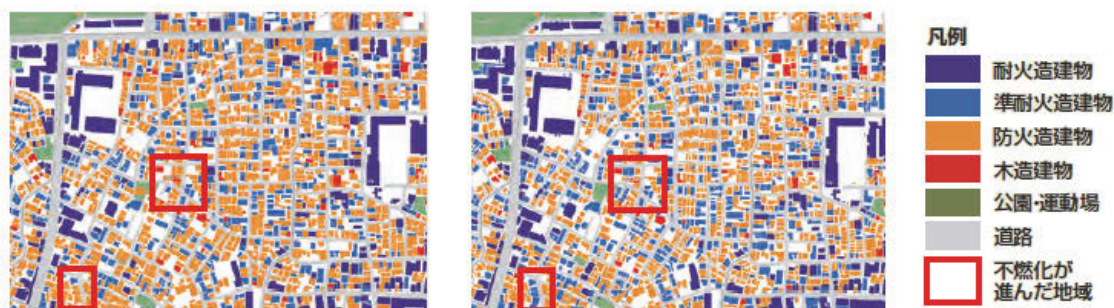 凡例
耐火造建物
準耐火造建物
防火造建物
木造建物
公園・運動場
道路
不燃化が
進んだ地域